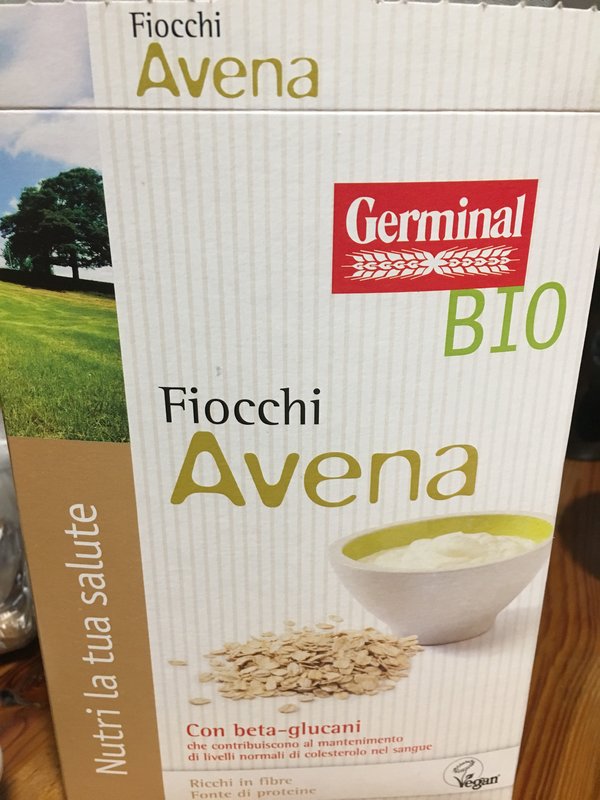 Fiocchi
Avena
Germinal
BIO
Fiocchi
Avena
Nutri la tua salute
Con beta-glucani
che contribuiscono al mantenimento
di livelli normali di colesterolo nel sangue
Ricchi in fibre
Fonte di proteine
Vegan